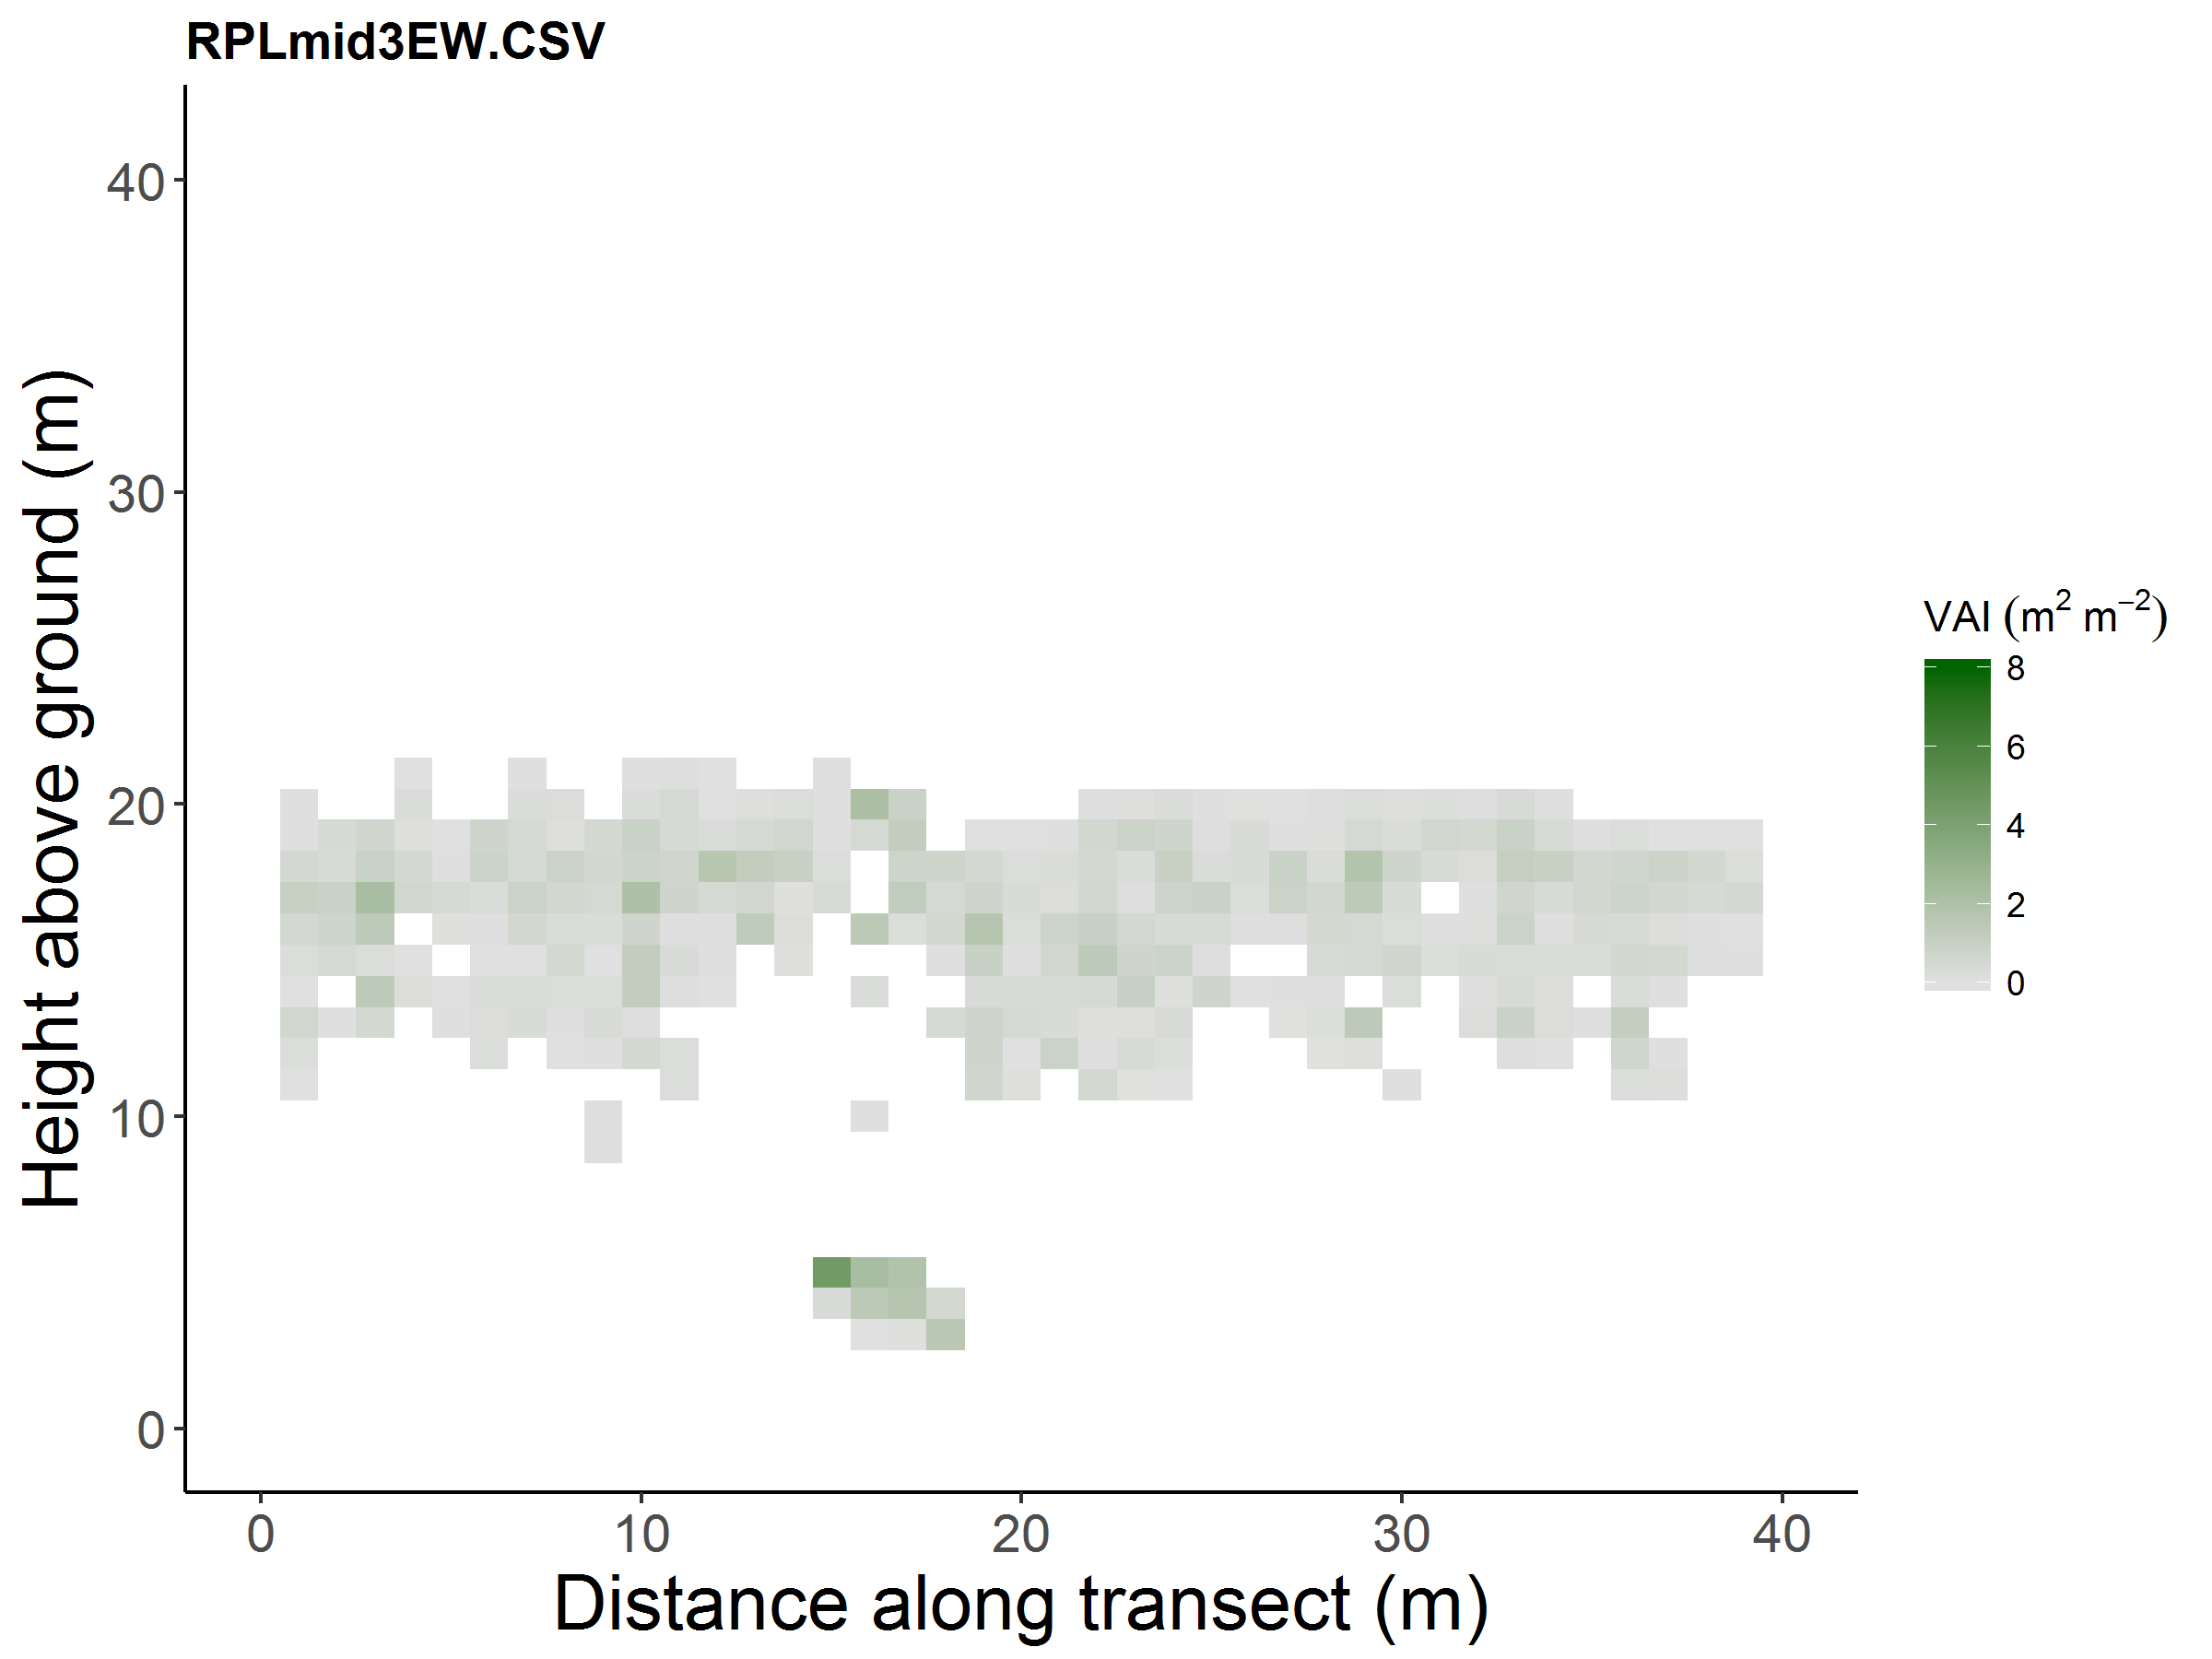 RPLmid3EW.CSV
Height above ground (m)
40
30
20
10
0
0 10 20 30 40
Distance along transect (m)
VAI (m² m⁻²)
8
6
4
2
0